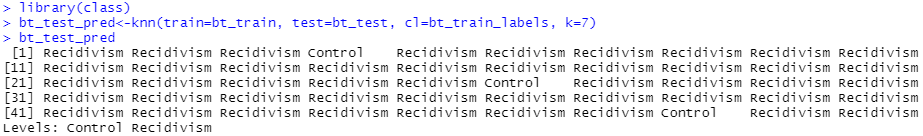 > library(class)
> bt_test_pred<-knn(train=bt_train, test=bt_test, cl=bt_train_labels, k=7)
> bt_test_pred
[1] Recidivism Recidivism Recidivism Control Recidivism Recidivism Recidivism Recidivism Recidivism Recidivism
[11] Recidivism Recidivism Recidivism Recidivism Recidivism Recidivism Recidivism Recidivism Recidivism Recidivism
[21] Recidivism Recidivism Recidivism Recidivism Recidivism Control Recidivism Recidivism Recidivism Recidivism
[31] Recidivism Recidivism Recidivism Recidivism Recidivism Recidivism Recidivism Recidivism Recidivism Recidivism
[41] Recidivism Recidivism Recidivism Recidivism Recidivism Recidivism Recidivism Control Recidivism Recidivism
Levels: Control Recidivism